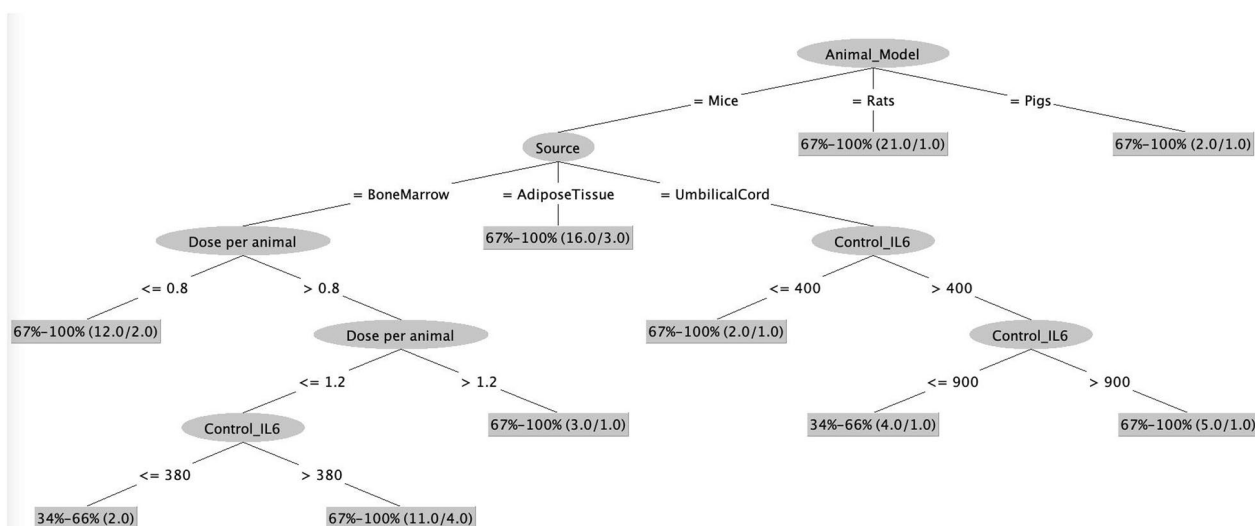 Animal_Model
= Mice
= Rats
= Pigs
Source
67%-100% (21.0/1.0)
67%-100% (2.0/1.0)
= BoneMarrow
= AdiposeTissue
= UmbilicalCord
Dose per animal
67%-100% (16.0/3.0)
Control_IL6
<= 0.8
> 0.8
<= 400
> 400
67%-100% (12.0/2.0)
Dose per animal
67%-100% (2.0/1.0)
Control_IL6
<= 1.2
> 1.2
<= 900
> 900
Control_IL6
67%-100% (3.0/1.0)
34%-66% (4.0/1.0)
67%-100% (5.0/1.0)
<= 380
> 380
34%-66% (2.0)
67%-100% (11.0/4.0)